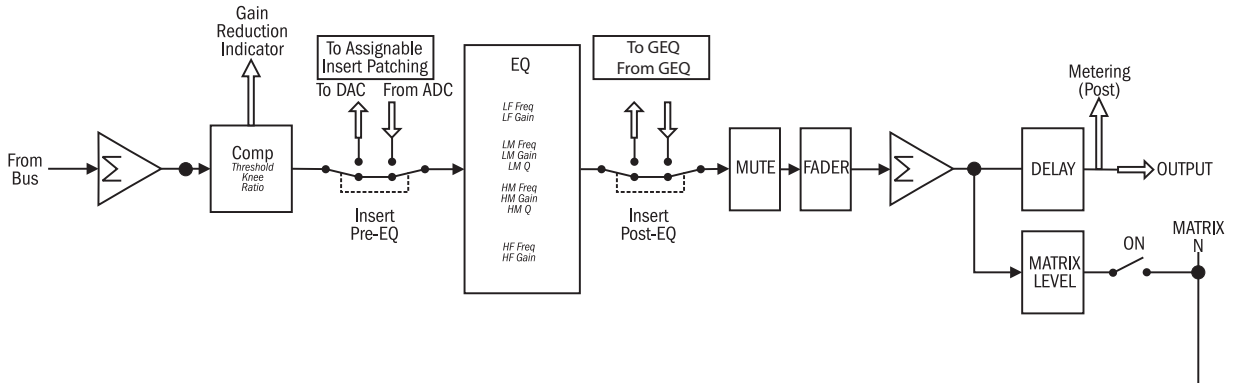 Gain
Reduction
Indicator
To Assignable
Insert Patching
To DAC From ADC
EQ
LF Freq
LF Gain
LM Freq
LM Gain
LM Q
HM Freq
HM Gain
HM Q
HF Freq
HF Gain
To GEQ
From GEQ
Metering
(Post)
From
Bus
Σ
Comp
Threshold
Knee
Ratio
Insert
Pre-EQ
Insert
Post-EQ
MUTE
FADER
Σ
DELAY
OUTPUT
MATRIX
LEVEL
ON
MATRIX
N